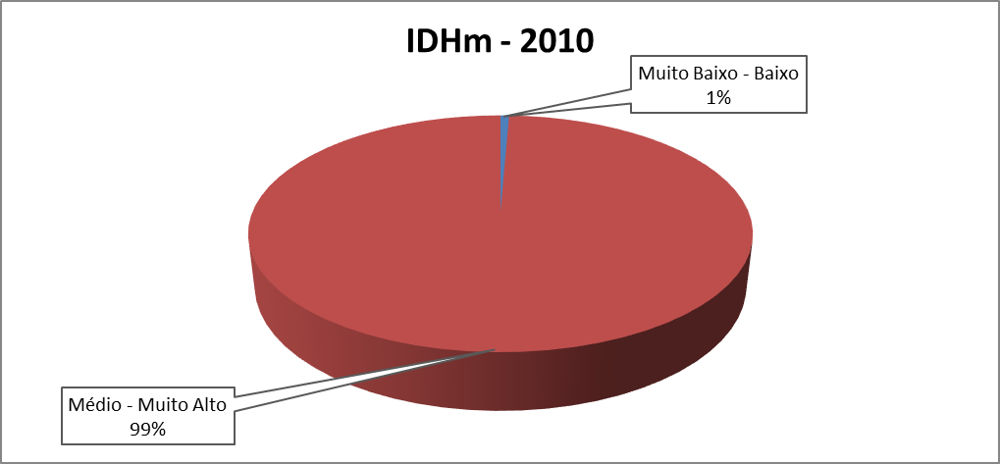 IDHm - 2010
Muito Baixo - Baixo
1%
Médio - Muito Alto
99%